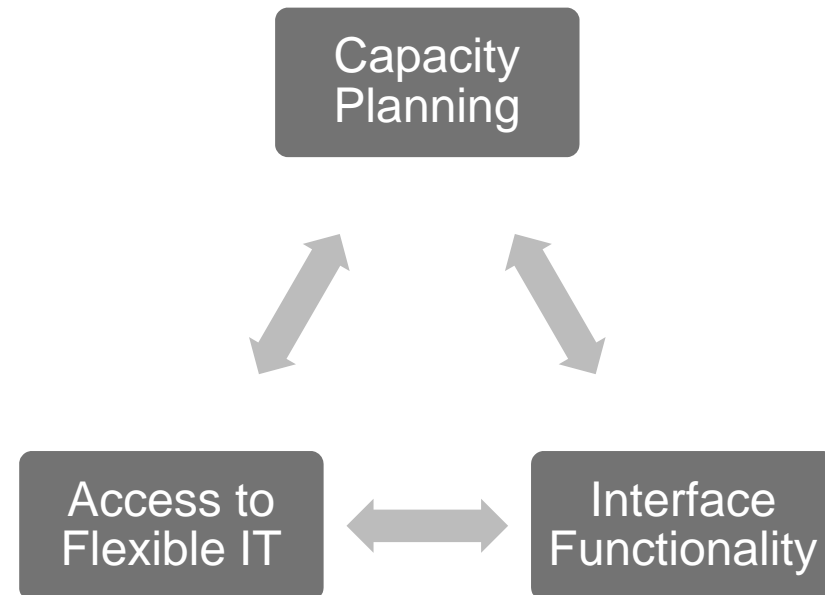 Capacity
Planning
Access to
Flexible IT
Interface
Functionality